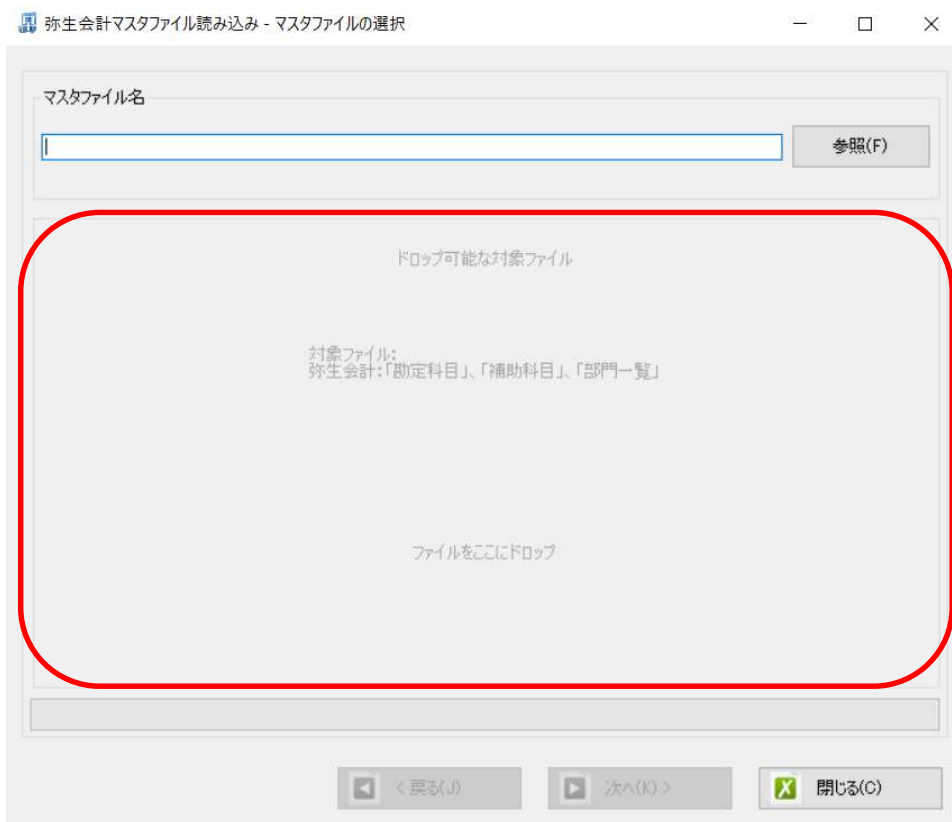 弥生会計マスタファイル読み込み - マスタファイルの選択
マスタファイル名
参照(F)
ドロップ可能な対象ファイル
対象ファイル:
弥生会計:「勘定科目」、「補助科目」、「部門一覧」
ファイルをここにドロップ
< 戻る(J)
次へ(K) >
閉じる(C)